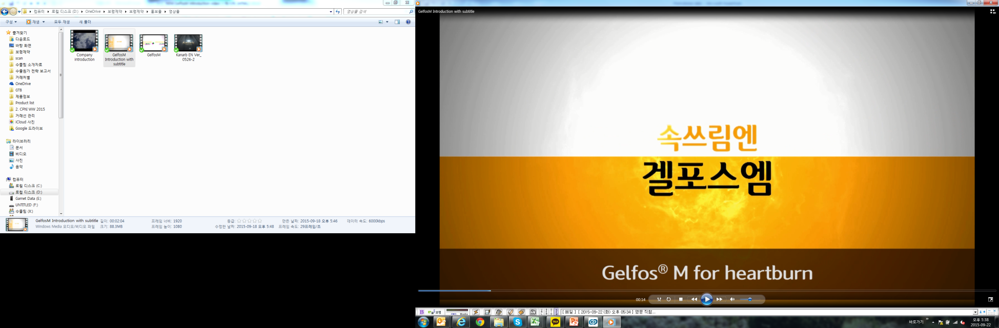 컴퓨터 ▸ 로컬 디스크 (D:) ▸ OneDrive ▸ 보령제약 ▸ 보령제약 ▸ 홍보물 ▸ 영상물
영상물 검색
구성 재생 모두 재생 새 폴더
즐겨찾기
다운로드
바탕 화면
보령제약
scan
수출팀 소개자료
수출원가 전략 보고서
거래처별
OneDrive
GTB
제품정보
Product list
2. CPhI WW 2015
거래선 관리
iCloud 사진
Google 드라이브
라이브러리
문서
비디오
사진
음악
컴퓨터
로컬 디스크 (C:)
로컬 디스크 (D:)
Garnet Data (E:)
UNTITLED (F:)
수출팀 (X:)
Company introduction
GelfosM Introduction with subtitle
GelfosM
Kanarb EN Ver_0526-2
GelfosM Introduction with subtitle 길이: 00:02:04 프레임 너비: 1920 등급: 만든 날짜: 2015-09-18 오후 5:46 데이터 속도: 6000kbps
Windows Media 오디오/비디오 파일 크기: 88.3MB 프레임 높이: 1080 수정한 날짜: 2015-09-18 오후 5:48 프레임 속도: 29프레임/초
GelfosM Introduction with subtitle
속쓰림엔
겔포스엠
Gelfos® M for heartburn
00:14
[ 메일 ] [ 2015-09-22 (화) 오후 05:34 ] 영문 직함...
바로가기
오후 5:38
2015-09-22